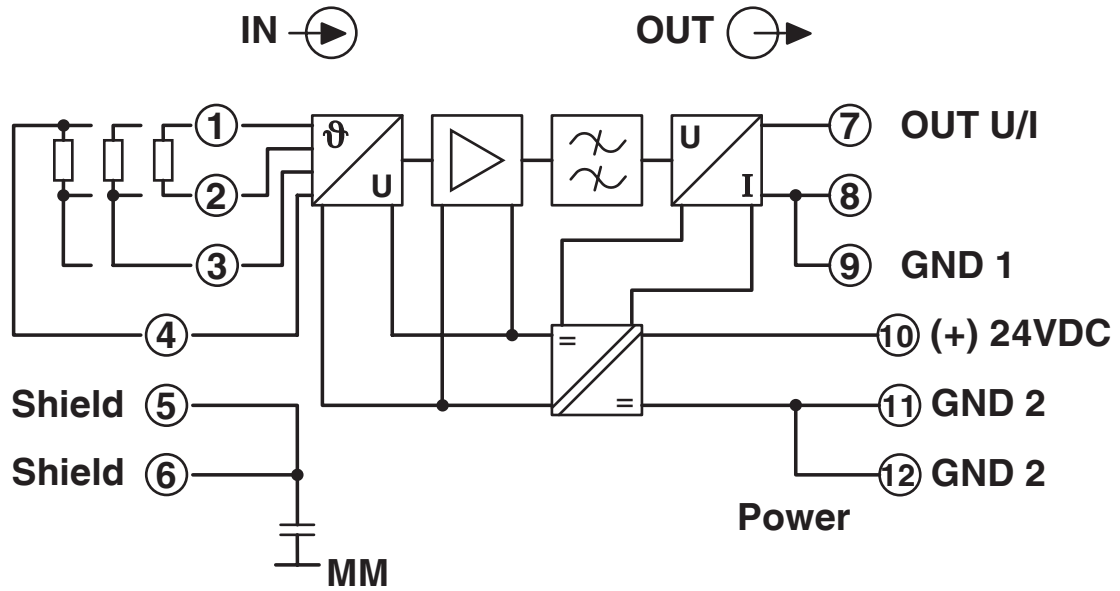 IN
OUT
1
ϑ
U
U
I
7
OUT U/I
2
8
3
9
GND 1
4
=
=
10
(+) 24VDC
Shield
5
11
GND 2
Shield
6
12
GND 2
Power
MM